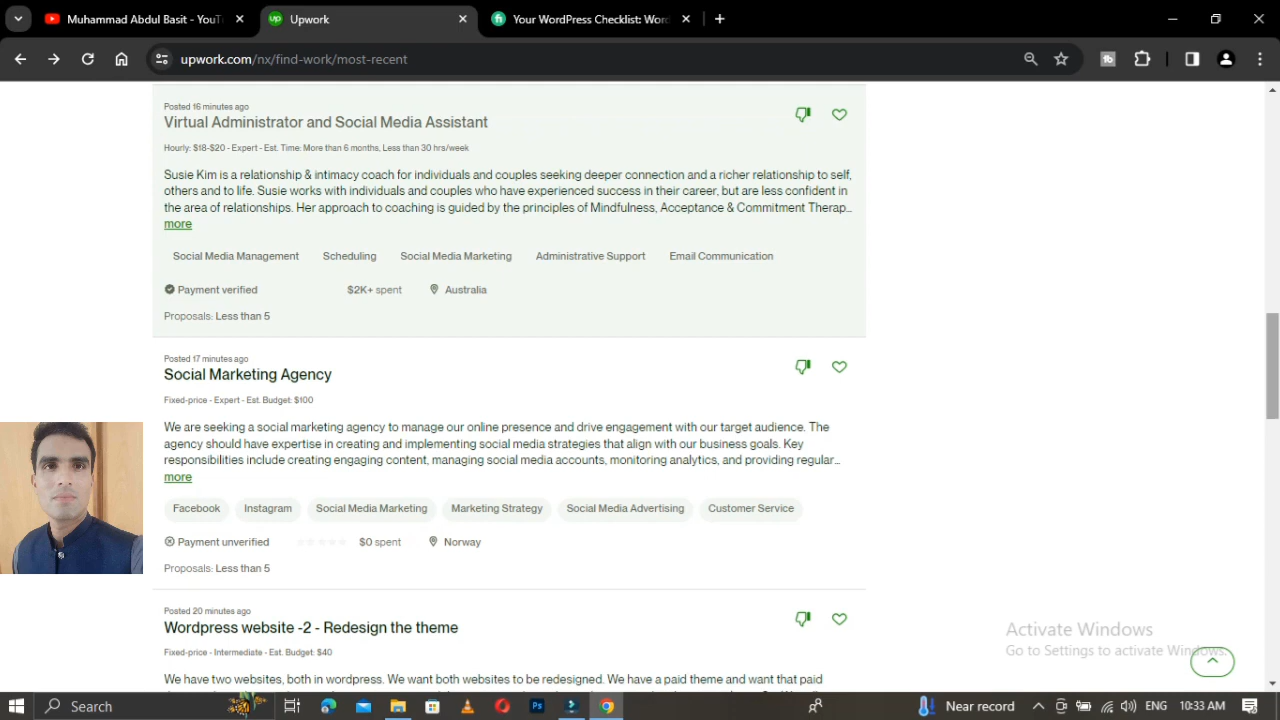 Muhammad Abdul Basit - YouT
Upwork
Your WordPress Checklist: Word
upwork.com/nx/find-work/most-recent
Posted 16 minutes ago
Virtual Administrator and Social Media Assistant
Hourly: $18-$20 - Expert - Est. Time: More than 6 months, Less than 30 hrs/week
Susie Kim is a relationship & intimacy coach for individuals and couples seeking deeper connection and a richer relationship to self,
others and to life. Susie works with individuals and couples who have experienced success in their career, but are less confident in
the area of relationships. Her approach to coaching is guided by the principles of Mindfulness, Acceptance & Commitment Therap...
more
Social Media Management Scheduling Social Media Marketing Administrative Support Email Communication
Payment verified $2K+ spent Australia
Proposals: Less than 5
Posted 17 minutes ago
Social Marketing Agency
Fixed-price - Expert - Est. Budget: $100
We are seeking a social marketing agency to manage our online presence and drive engagement with our target audience. The
agency should have expertise in creating and implementing social media strategies that align with our business goals. Key
responsibilities include creating engaging content, managing social media accounts, monitoring analytics, and providing regular...
more
Facebook Instagram Social Media Marketing Marketing Strategy Social Media Advertising Customer Service
Payment unverified $0 spent Norway
Proposals: Less than 5
Posted 20 minutes ago
Wordpress website -2 - Redesign the theme
Fixed-price - Intermediate - Est. Budget: $40
We have two websites, both in wordpress. We want both websites to be redesigned. We have a paid theme and want that paid
Activate Windows
Go to Settings to activate Windows.
Search
Near record
ENG
10:33 AM